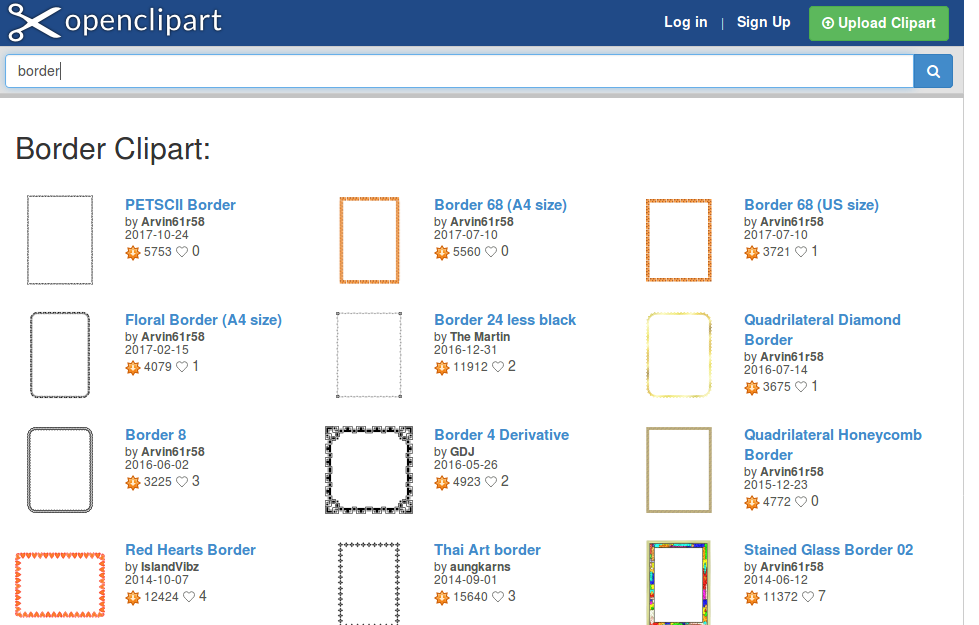 openclipart
Log in | Sign Up Upload Clipart
border
Border Clipart:
PETSCII Border
by Arvin61r58
2017-10-24
5753 0
Border 68 (A4 size)
by Arvin61r58
2017-07-10
5560 0
Border 68 (US size)
by Arvin61r58
2017-07-10
3721 1
Floral Border (A4 size)
by Arvin61r58
2017-02-15
4079 1
Border 24 less black
by The Martin
2016-12-31
11912 2
Quadrilateral Diamond
Border
by Arvin61r58
2016-07-14
3675 1
Border 8
by Arvin61r58
2016-06-02
3225 3
Border 4 Derivative
by GDJ
2016-05-26
4923 2
Quadrilateral Honeycomb
Border
by Arvin61r58
2015-12-23
4772 0
Red Hearts Border
by IslandVibz
2014-10-07
12424 4
Thai Art border
by aungkarns
2014-09-01
15640 3
Stained Glass Border 02
by Arvin61r58
2014-06-12
11372 7